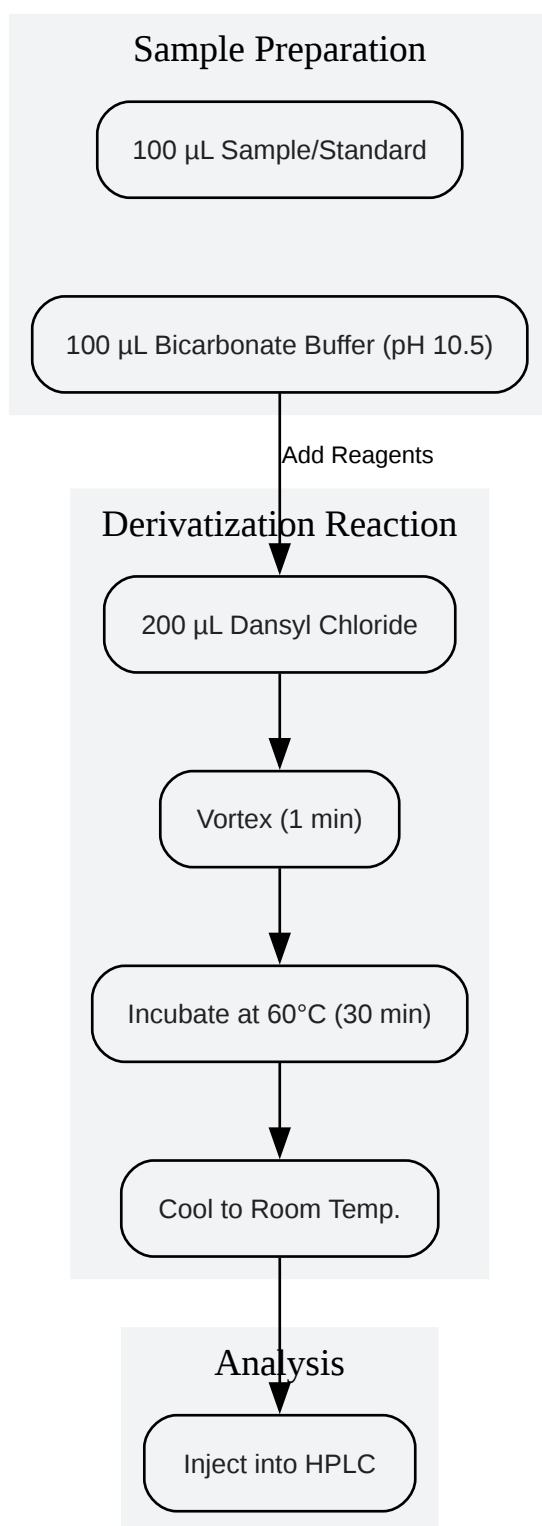 Sample Preparation
100 µL Sample/Standard
100 µL Bicarbonate Buffer (pH 10.5)
Add Reagents
Derivatization Reaction
200 µL Dansyl Chloride
Vortex (1 min)
Incubate at 60°C (30 min)
Cool to Room Temp.
Analysis
Inject into HPLC